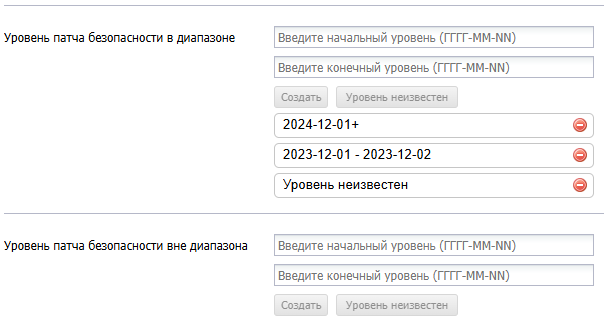 Уровень патча безопасности в диапазоне
Введите начальный уровень (ГГГГ-ММ-NN)
Введите конечный уровень (ГГГГ-ММ-NN)
Создать
Уровень неизвестен
2024-12-01+
2023-12-01 - 2023-12-02
Уровень неизвестен
Уровень патча безопасности вне диапазона
Введите начальный уровень (ГГГГ-ММ-NN)
Введите конечный уровень (ГГГГ-ММ-NN)
Создать
Уровень неизвестен